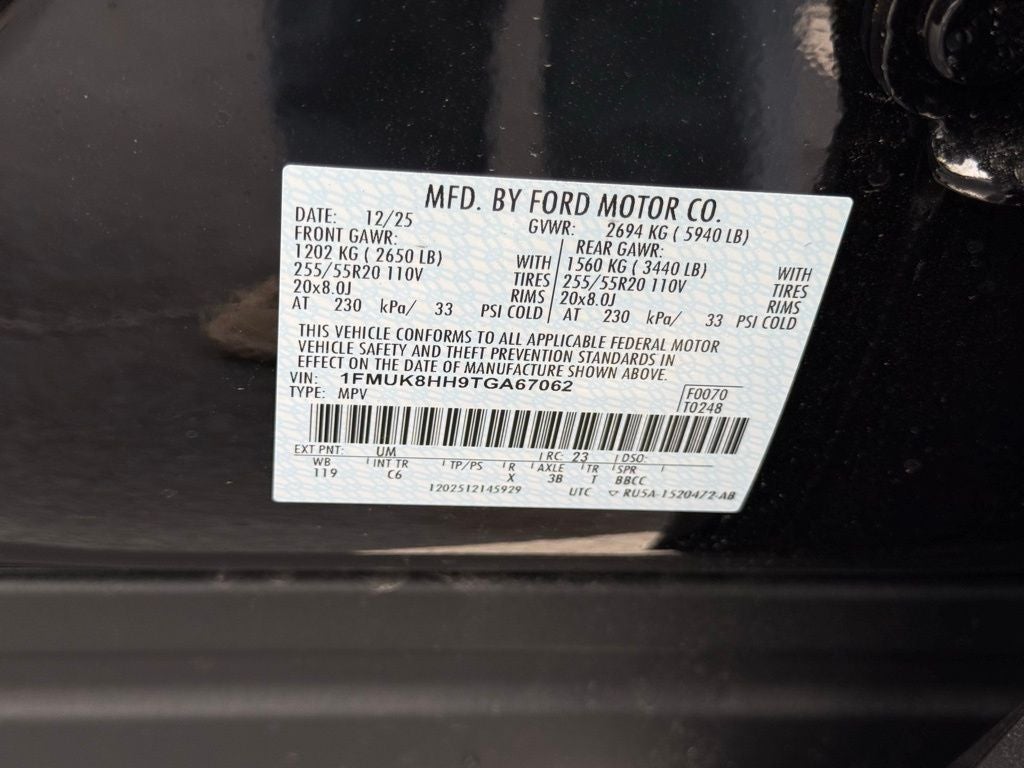 MFD. BY FORD MOTOR CO.
DATE: 12/25 GVWR: 2694 KG ( 5940 LB)
FRONT GAWR: REAR GAWR:
1202 KG ( 2650 LB) WITH 1560 KG ( 3440 LB) WITH
255/55R20 110V TIRES 255/55R20 110V TIRES
20x8.0J RIMS 20x8.0J RIMS
AT 230 kPa/ 33 PSI COLD AT 230 kPa/ 33 PSI COLD
THIS VEHICLE CONFORMS TO ALL APPLICABLE FEDERAL MOTOR
VEHICLE SAFETY AND THEFT PREVENTION STANDARDS IN
EFFECT ON THE DATE OF MANUFACTURE SHOWN ABOVE.
VIN: 1FMUK8HH9TGA67062 F0070
TYPE: MPV T0248
EXT PNT: UM RC: 23 DSO:
WB INT TR TP/PS R AXLE TR SPR
119 C6 X 3B T BBCC
1202512145929 UTC ▽ RU5A-1520472-AB